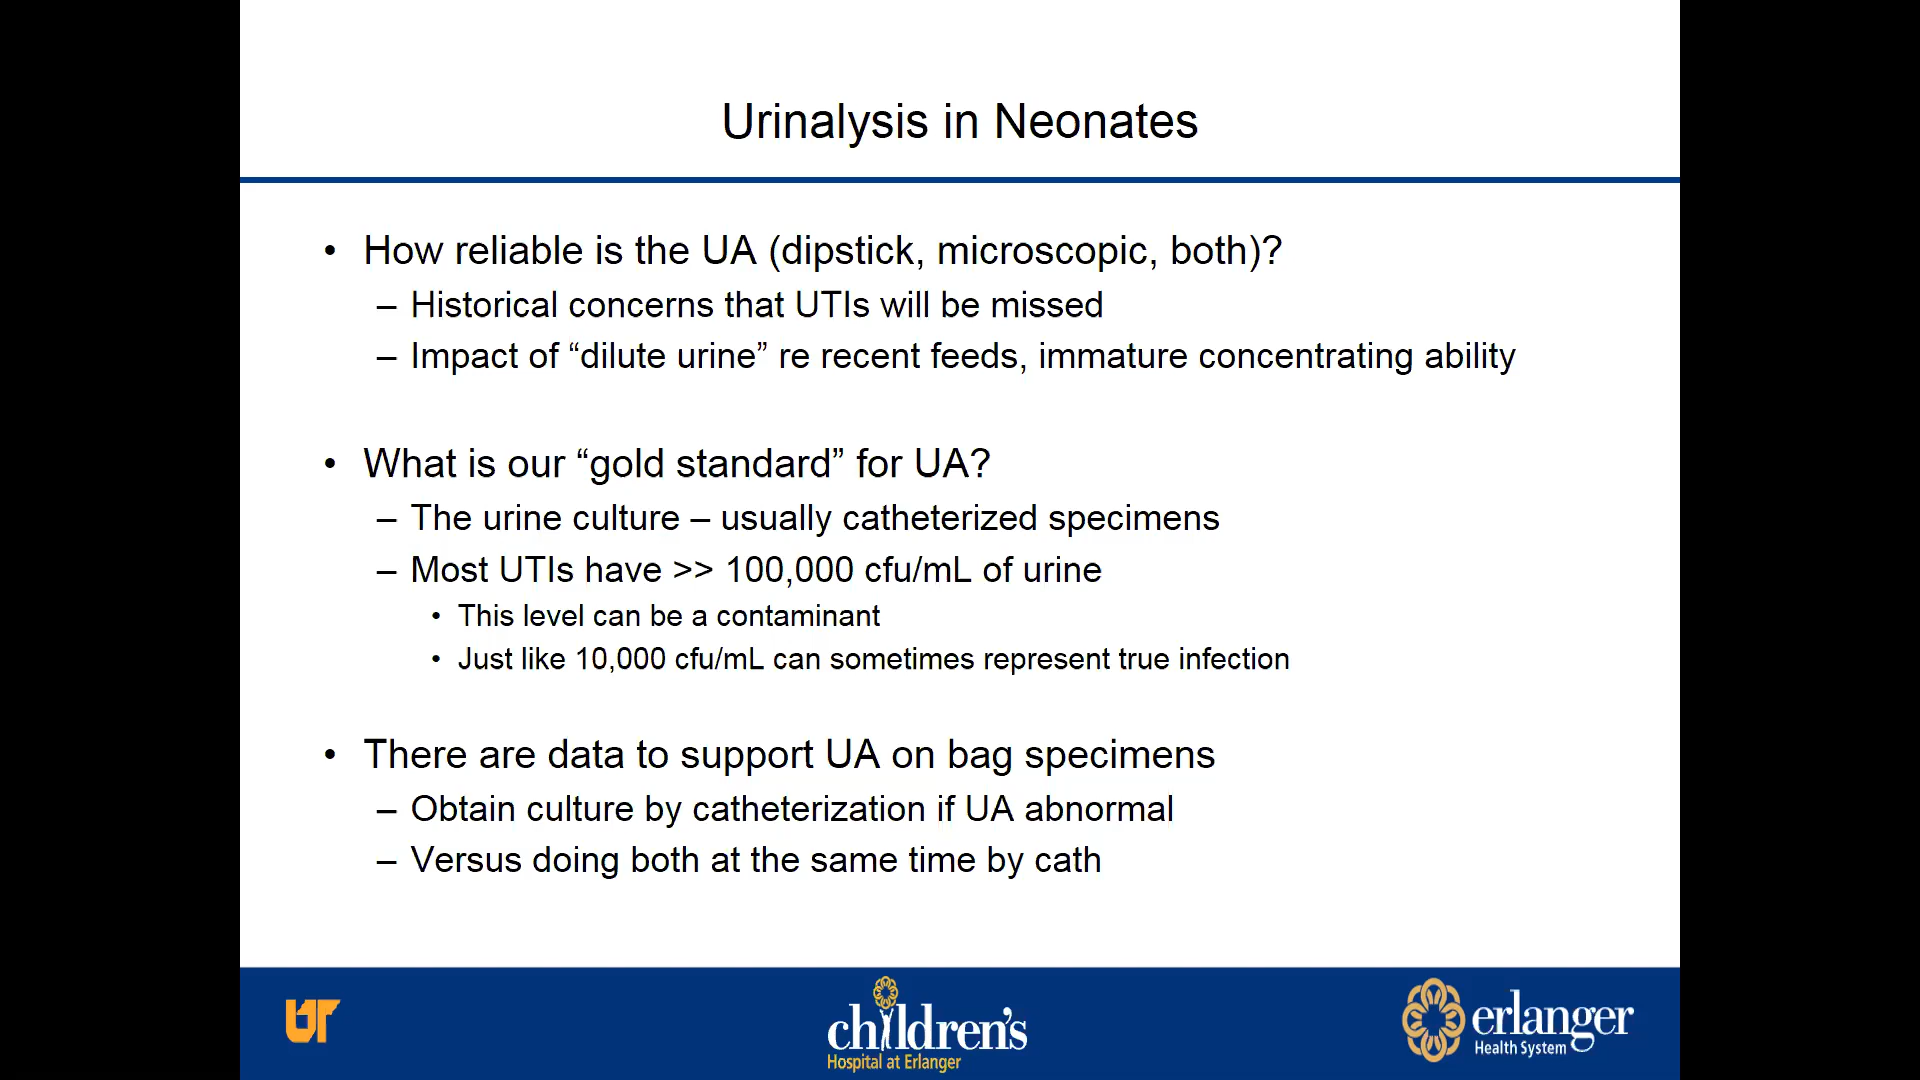 Urinalysis in Neonates
• How reliable is the UA (dipstick, microscopic, both)?
– Historical concerns that UTIs will be missed
– Impact of “dilute urine” re recent feeds, immature concentrating ability
• What is our “gold standard” for UA?
– The urine culture – usually catheterized specimens
– Most UTIs have >> 100,000 cfu/mL of urine
• This level can be a contaminant
• Just like 10,000 cfu/mL can sometimes represent true infection
• There are data to support UA on bag specimens
– Obtain culture by catheterization if UA abnormal
– Versus doing both at the same time by cath
UT
children's
Hospital at Erlanger
erlanger
Health System